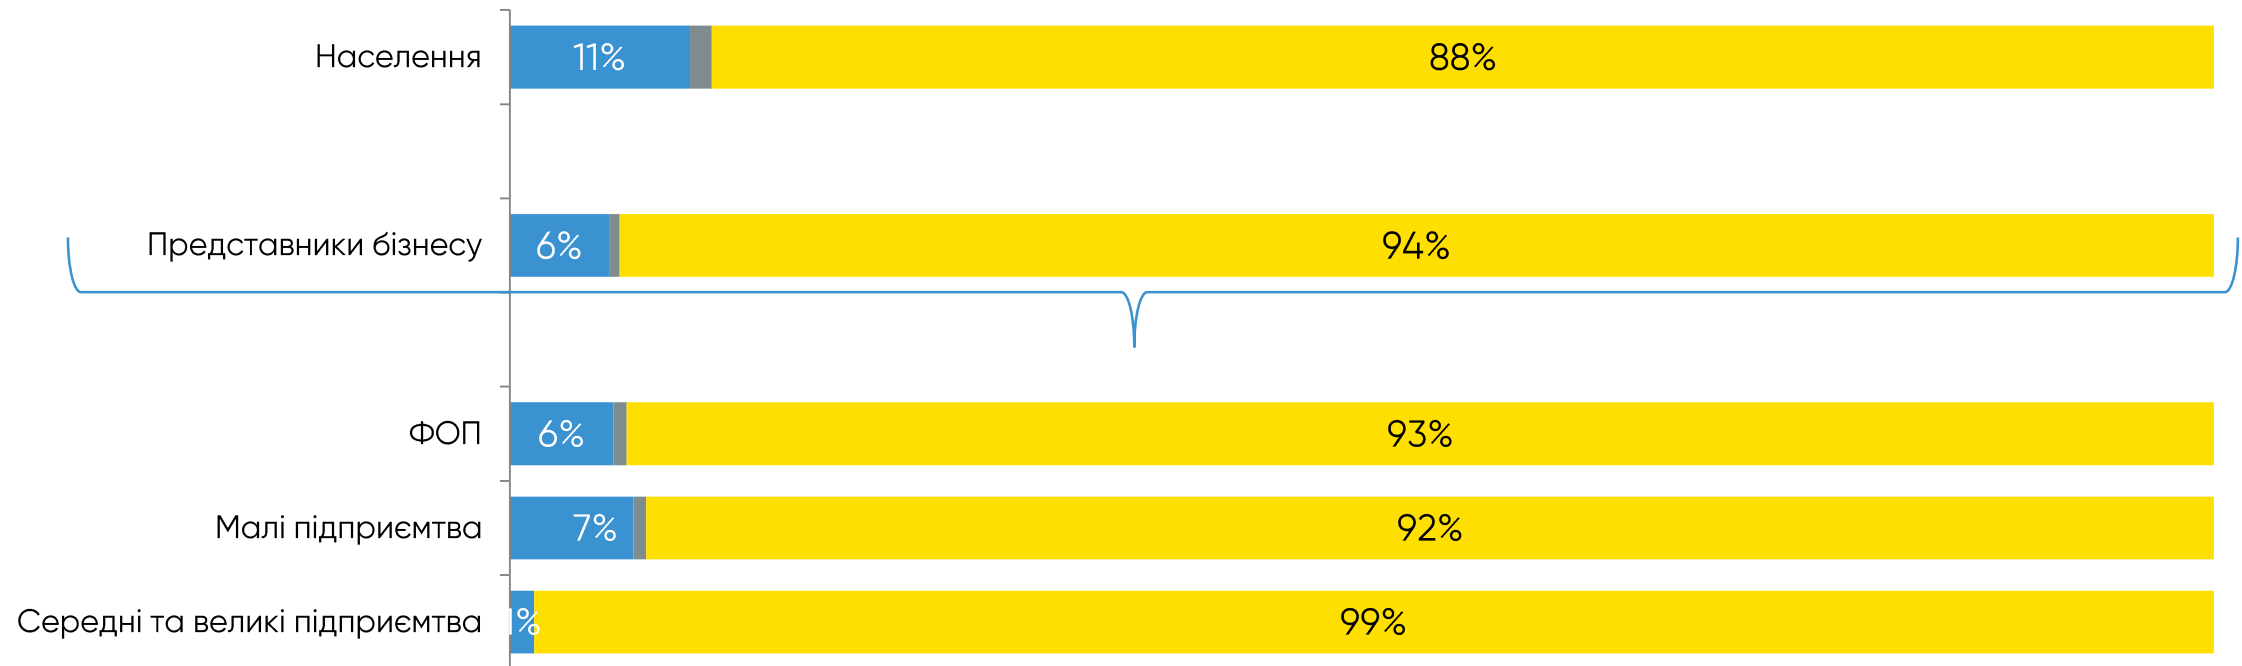 Населення 11% 88%
Представники бізнесу 6% 94%
ФОП 6% 93%
Малі підприємтва 7% 92%
Середні та великі підприємтва 1% 99%